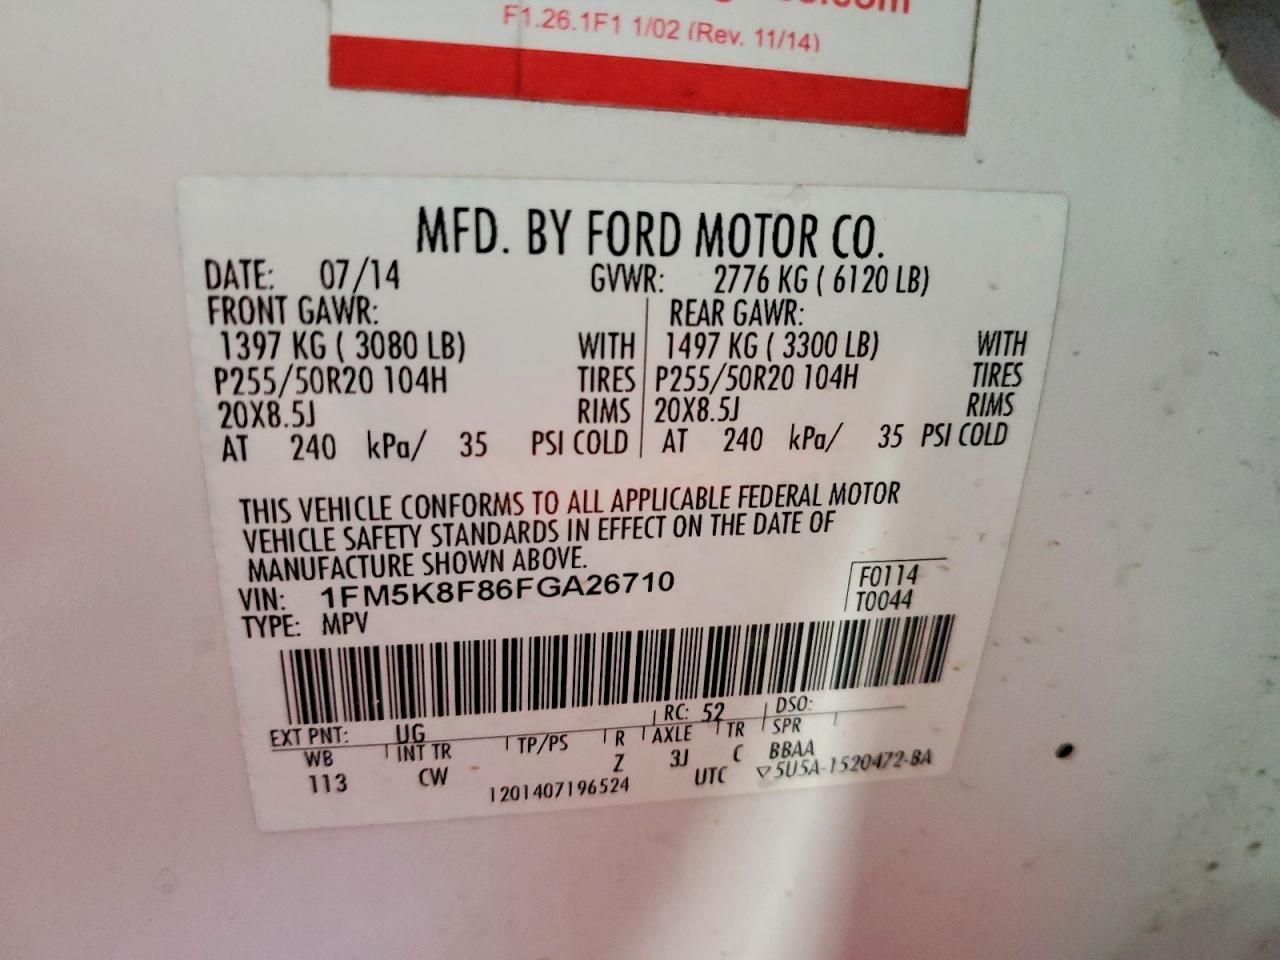 F1.26.1F1 1/02 (Rev. 11/14)
MFD. BY FORD MOTOR CO.
DATE: 07/14 GVWR: 2776 KG ( 6120 LB)
FRONT GAWR: REAR GAWR:
1397 KG ( 3080 LB) WITH 1497 KG ( 3300 LB) WITH
P255/50R20 104H TIRES P255/50R20 104H TIRES
20X8.5J RIMS 20X8.5J RIMS
AT 240 kPa/ 35 PSI COLD AT 240 kPa/ 35 PSI COLD
THIS VEHICLE CONFORMS TO ALL APPLICABLE FEDERAL MOTOR
VEHICLE SAFETY STANDARDS IN EFFECT ON THE DATE OF
MANUFACTURE SHOWN ABOVE.
VIN: 1FM5K8F86FGA26710 F0114
TYPE: MPV T0044
EXT PNT: UG RC: 52 DSO:
WB INT TR TP/PS R AXLE TR SPR
113 CW Z 3J C BBAA
1201407196524 UTC ▽5U5A-1520472-BA